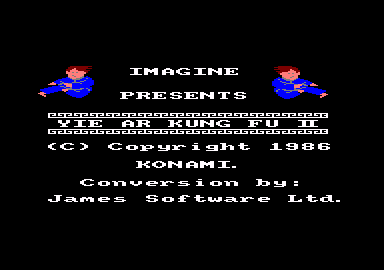 IMAGINE
PRESENTS
YIE AR KUNG FU II
(C) Copyright 1986
KONAMI.
Conversion by:
James Software Ltd.